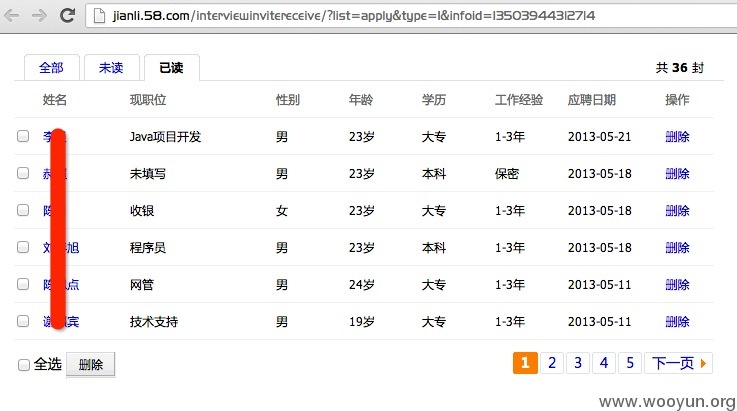 jianli.58.com/interviewinvitereceive/?list=apply&type=1&infoid=13503944312714
全部 未读 已读 共 36 封
姓名 现职位 性别 年龄 学历 工作经验 应聘日期 操作
李 Java项目开发 男 23岁 大专 1-3年 2013-05-21 删除
郝 未填写 男 23岁 本科 保密 2013-05-18 删除
陈 收银 女 23岁 大专 1-3年 2013-05-18 删除
刘 旭 程序员 男 23岁 本科 1-3年 2013-05-18 删除
陈 点 网管 男 24岁 大专 1-3年 2013-05-11 删除
谢 宾 技术支持 男 19岁 大专 1-3年 2013-05-11 删除
全选 删除 1 2 3 4 5 下一页
www.wooyun.org